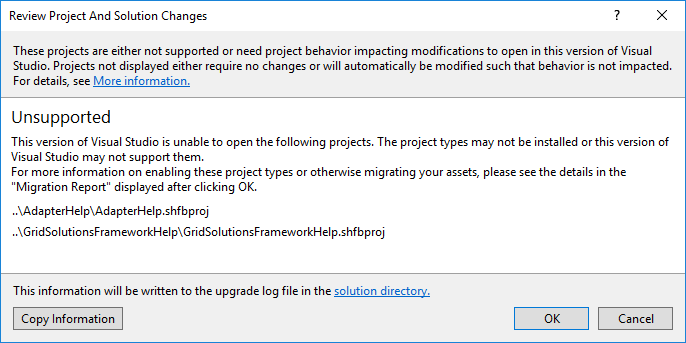 Review Project And Solution Changes
These projects are either not supported or need project behavior impacting modifications to open in this version of Visual
Studio. Projects not displayed either require no changes or will automatically be modified such that behavior is not impacted.
For details, see More information.
Unsupported
This version of Visual Studio is unable to open the following projects. The project types may not be installed or this version of
Visual Studio may not support them.
For more information on enabling these project types or otherwise migrating your assets, please see the details in the
"Migration Report" displayed after clicking OK.
..\AdapterHelp\AdapterHelp.shfbproj
..\GridSolutionsFrameworkHelp\GridSolutionsFrameworkHelp.shfbproj
This information will be written to the upgrade log file in the solution directory.
Copy Information OK Cancel